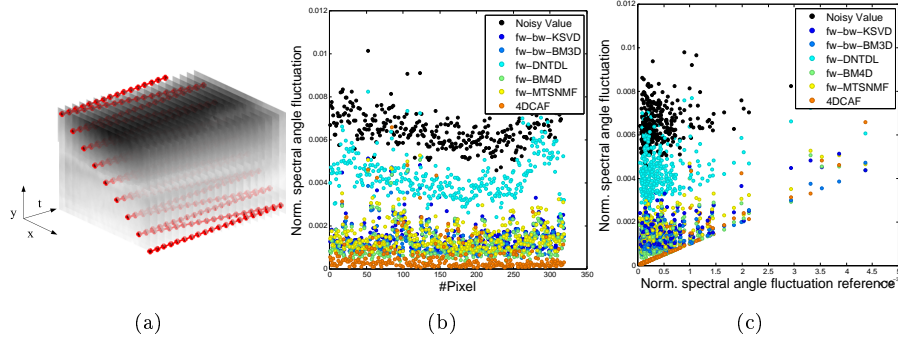 y
t
x
(a)
Norm. spectral angle fluctuation
0.012
0.01
0.008
0.006
0.004
0.002
0
Noisy Value
fw-bw-KSVD
fw-bw-BM3D
fw-DNTDL
fw-BM4D
fw-MTSNMF
4DCAF
0 50 100 150 200 250 300 350
#Pixel
(b)
Norm. spectral angle fluctuation
0.012
0.01
0.008
0.006
0.004
0.002
0
Noisy Value
fw-bw-KSVD
fw-bw-BM3D
fw-DNTDL
fw-BM4D
fw-MTSNMF
4DCAF
0 0.5 1 1.5 2 2.5 3 3.5 4 4.5 5
Norm. spectral angle fluctuation reference
(c)